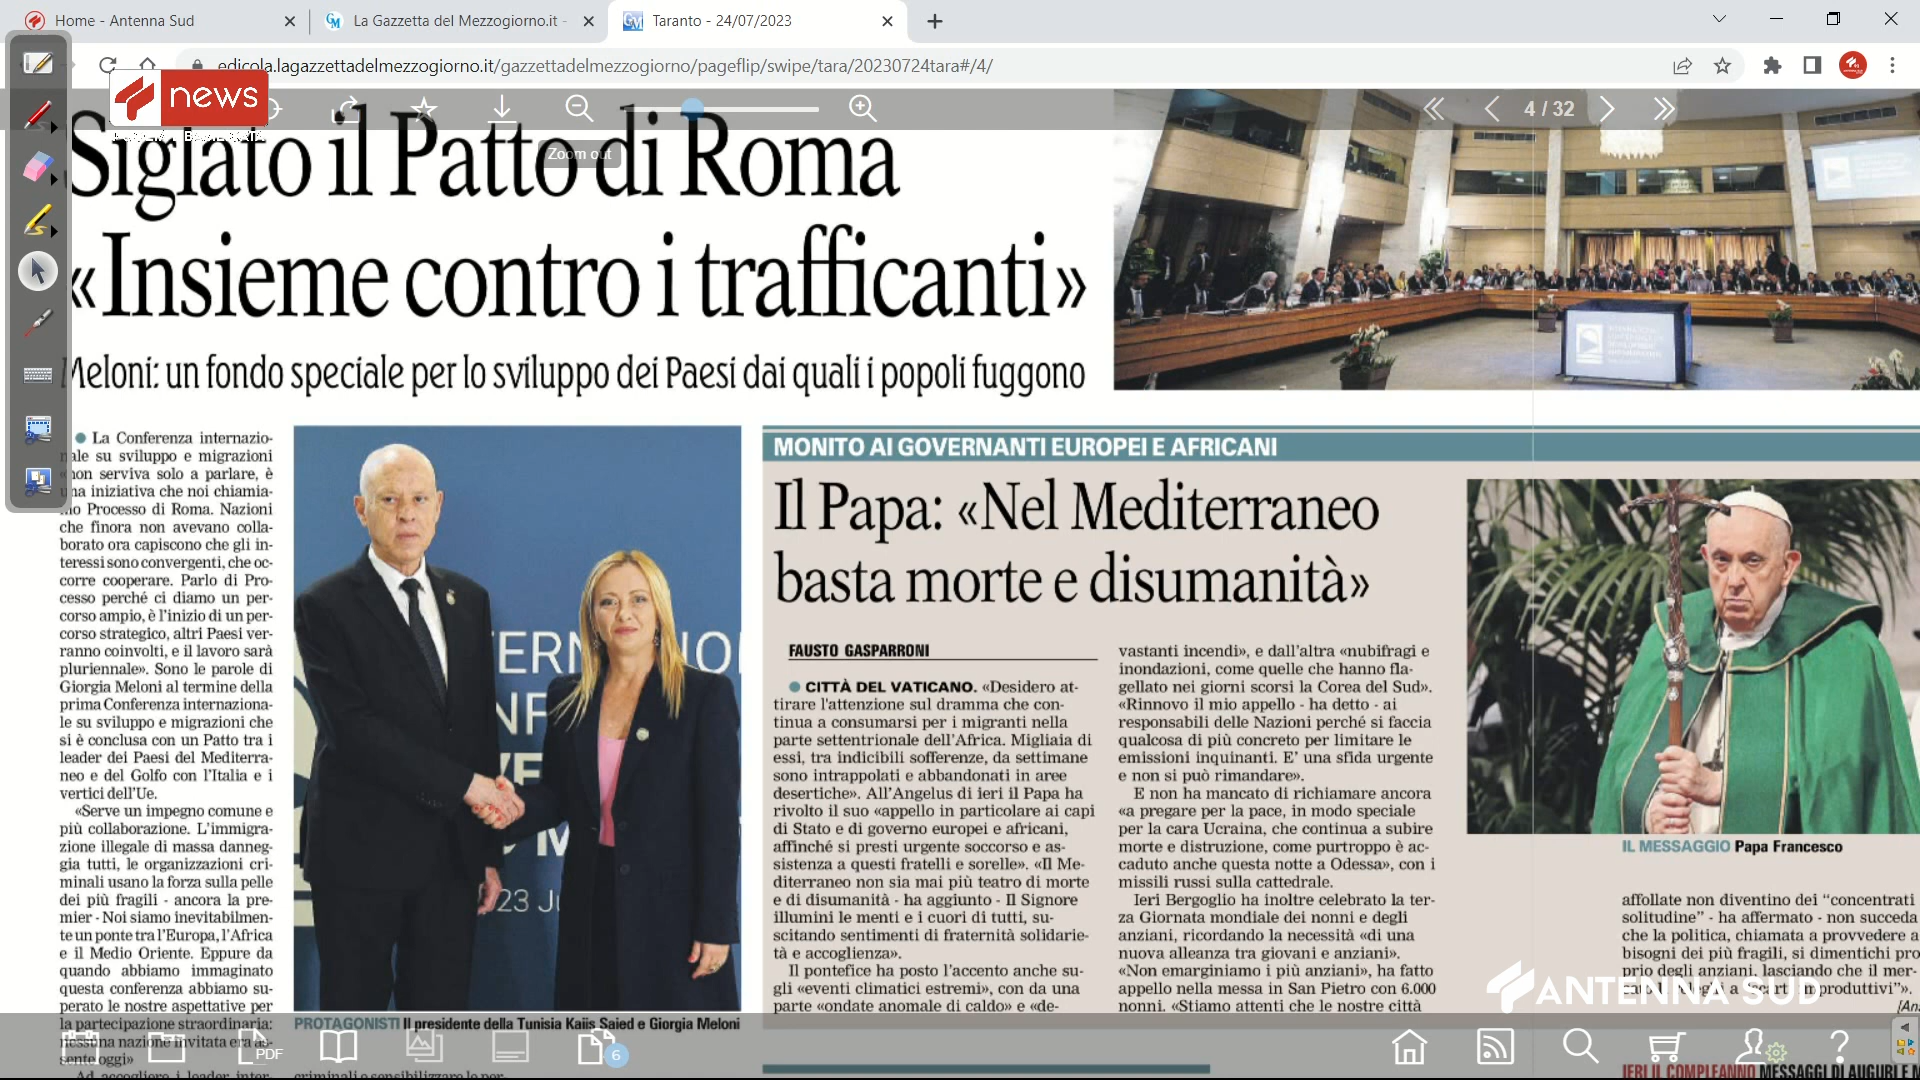 Home - Antenna Sud
La Gazzetta del Mezzogiorno.it -
Taranto - 24/07/2023
edicola.lagazzettadelmezzogiorno.it/gazzettadelmezzogiorno/pageflip/swipe/tara/20230724tara#/4/
news
4 / 32
Zoom out
Siglato il Patto di Roma
«Insieme contro i trafficanti»
Meloni: un fondo speciale per lo sviluppo dei Paesi dai quali i popoli fuggono
La Conferenza internazio-
nale su sviluppo e migrazioni
«non serviva solo a parlare, è
una iniziativa che noi chiamia-
mo Processo di Roma. Nazioni
che finora non avevano colla-
borato ora capiscono che gli in-
teressi sono convergenti, che oc-
corre cooperare. Parlo di Pro-
cesso perché ci diamo un per-
corso ampio, è l'inizio di un per-
corso strategico, altri Paesi ver-
ranno coinvolti, e il lavoro sarà
pluriennale». Sono le parole di
Giorgia Meloni al termine della
prima Conferenza internaziona-
le su sviluppo e migrazioni che
si è conclusa con un Patto tra i
leader dei Paesi del Mediterra-
neo e del Golfo con l'Italia e i
vertici dell'Ue.
«Serve un impegno comune e
più collaborazione. L'immigra-
zione illegale di massa danneg-
gia tutti, le organizzazioni cri-
minali usano la forza sulla pelle
dei più fragili - ancora la pre-
mier - Noi siamo inevitabilmen-
te un ponte tra l'Europa, l'Africa
e il Medio Oriente. Eppure da
quando abbiamo immaginato
questa conferenza abbiamo su-
perato le nostre aspettative per
la partecipazione straordinaria:
nessuna nazione invitata era as-
sente oggi»
Ad accogliere i leader inter-
PROTAGONISTI Il presidente della Tunisia Kaiis Saied e Giorgia Meloni
criminali e sensibilizzare le per-
MONITO AI GOVERNANTI EUROPEI E AFRICANI
Il Papa: «Nel Mediterraneo
basta morte e disumanità»
FAUSTO GASPARRONI
CITTÀ DEL VATICANO. «Desidero at-
tirare l'attenzione sul dramma che con-
tinua a consumarsi per i migranti nella
parte settentrionale dell'Africa. Migliaia di
essi, tra indicibili sofferenze, da settimane
sono intrappolati e abbandonati in aree
desertiche». All'Angelus di ieri il Papa ha
rivolto il suo «appello in particolare ai capi
di Stato e di governo europei e africani,
affinché si presti urgente soccorso e as-
sistenza a questi fratelli e sorelle». «Il Me-
diterraneo non sia mai più teatro di morte
e di disumanità - ha aggiunto - Il Signore
illumini le menti e i cuori di tutti, su-
scitando sentimenti di fraternità solidarie-
tà e accoglienza».
Il pontefice ha posto l'accento anche su-
gli «eventi climatici estremi», con da una
parte «ondate anomale di caldo» e «de-
vastanti incendi», e dall'altra «nubifragi e
inondazioni, come quelle che hanno fla-
gellato nei giorni scorsi la Corea del Sud».
«Rinnovo il mio appello - ha detto - ai
responsabili delle Nazioni perché si faccia
qualcosa di più concreto per limitare le
emissioni inquinanti. E' una sfida urgente
e non si può rimandare».
E non ha mancato di richiamare ancora
«a pregare per la pace, in modo speciale
per la cara Ucraina, che continua a subire
morte e distruzione, come purtroppo è ac-
caduto anche questa notte a Odessa», con i
missili russi sulla cattedrale.
Ieri Bergoglio ha inoltre celebrato la ter-
za Giornata mondiale dei nonni e degli
anziani, ricordando la necessità «di una
nuova alleanza tra giovani e anziani».
«Non emarginiamo i più anziani», ha fatto
appello nella messa in San Pietro con 6.000
nonni. «Stiamo attenti che le nostre città
IL MESSAGGIO Papa Francesco
affollate non diventino dei "concentrati
solitudine" - ha affermato - non succeda
che la politica, chiamata a provvedere a
bisogni dei più fragili, si dimentichi pro
prio degli anziani, lasciando che il mer-
improduttivi"».
[An
ANTENNA SUD
PDF
6
IERI IL COMPLEANNO MESSAGGI DI AUGURI E M